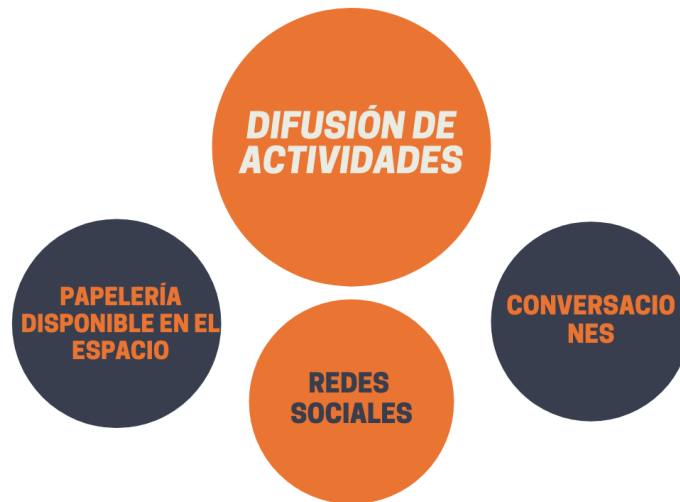 DIFUSIÓN DE
ACTIVIDADES
PAPELERÍA
DISPONIBLE EN EL
ESPACIO
REDES
SOCIALES
CONVERSACIO
NES